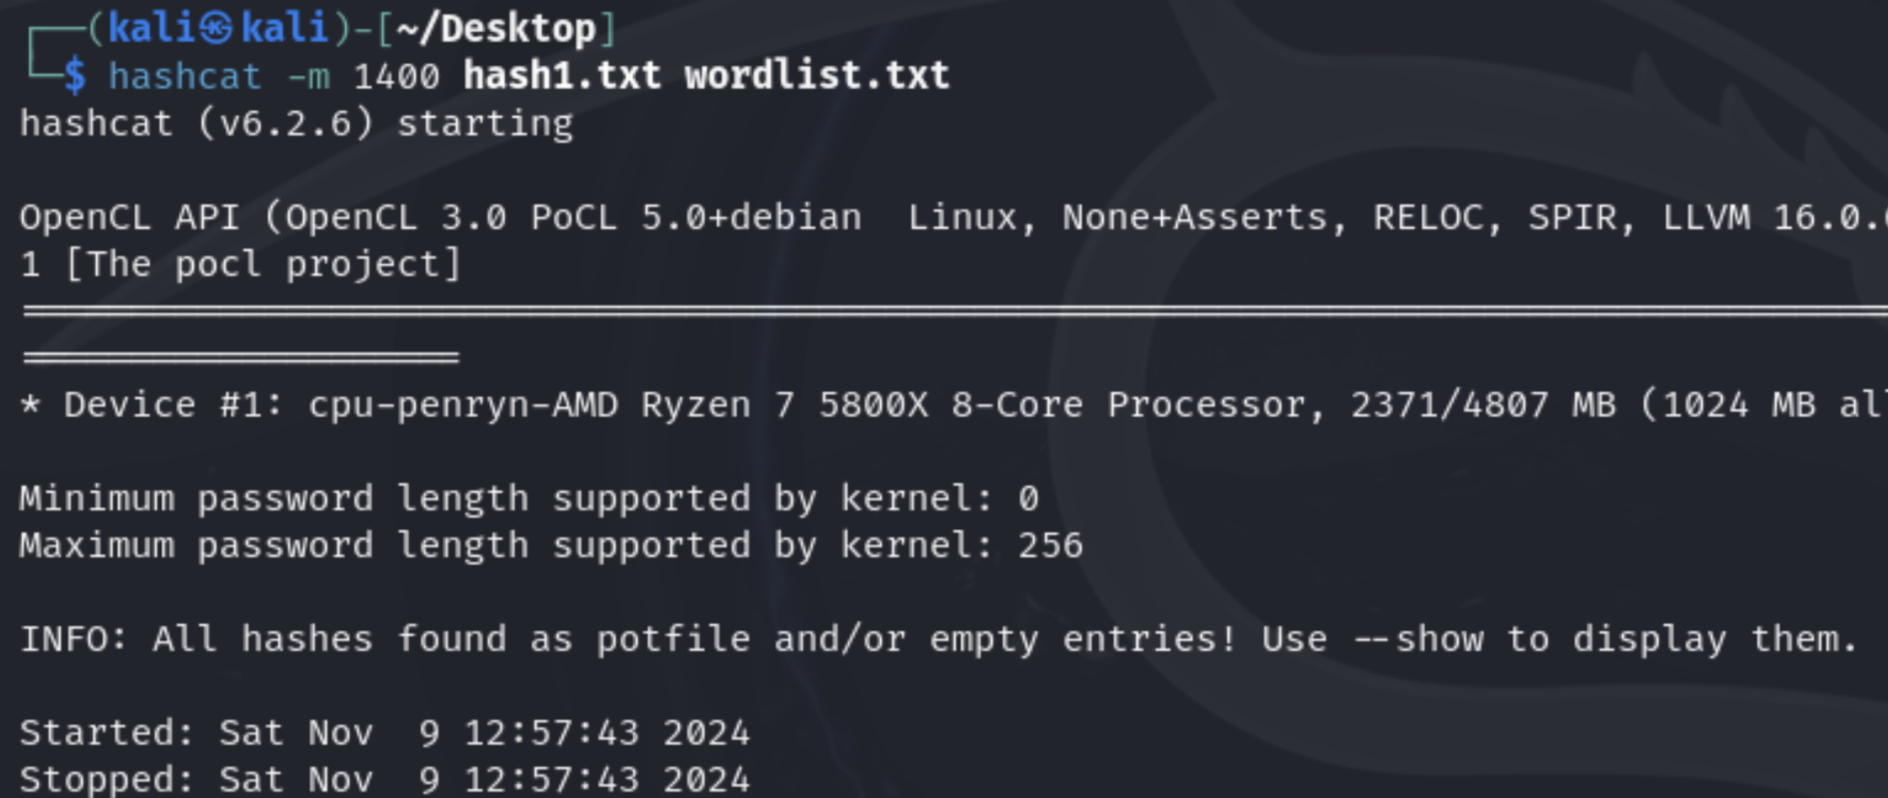 ┌──(kali㉿kali)-[~/Desktop]
└─$ hashcat -m 1400 hash1.txt wordlist.txt
hashcat (v6.2.6) starting

OpenCL API (OpenCL 3.0 PoCL 5.0+debian  Linux, None+Asserts, RELOC, SPIR, LLVM 16.0.
1 [The pocl project]
====================================================================================
====================
* Device #1: cpu-penryn-AMD Ryzen 7 5800X 8-Core Processor, 2371/4807 MB (1024 MB al

Minimum password length supported by kernel: 0
Maximum password length supported by kernel: 256

INFO: All hashes found as potfile and/or empty entries! Use --show to display them.

Started: Sat Nov  9 12:57:43 2024
Stopped: Sat Nov  9 12:57:43 2024